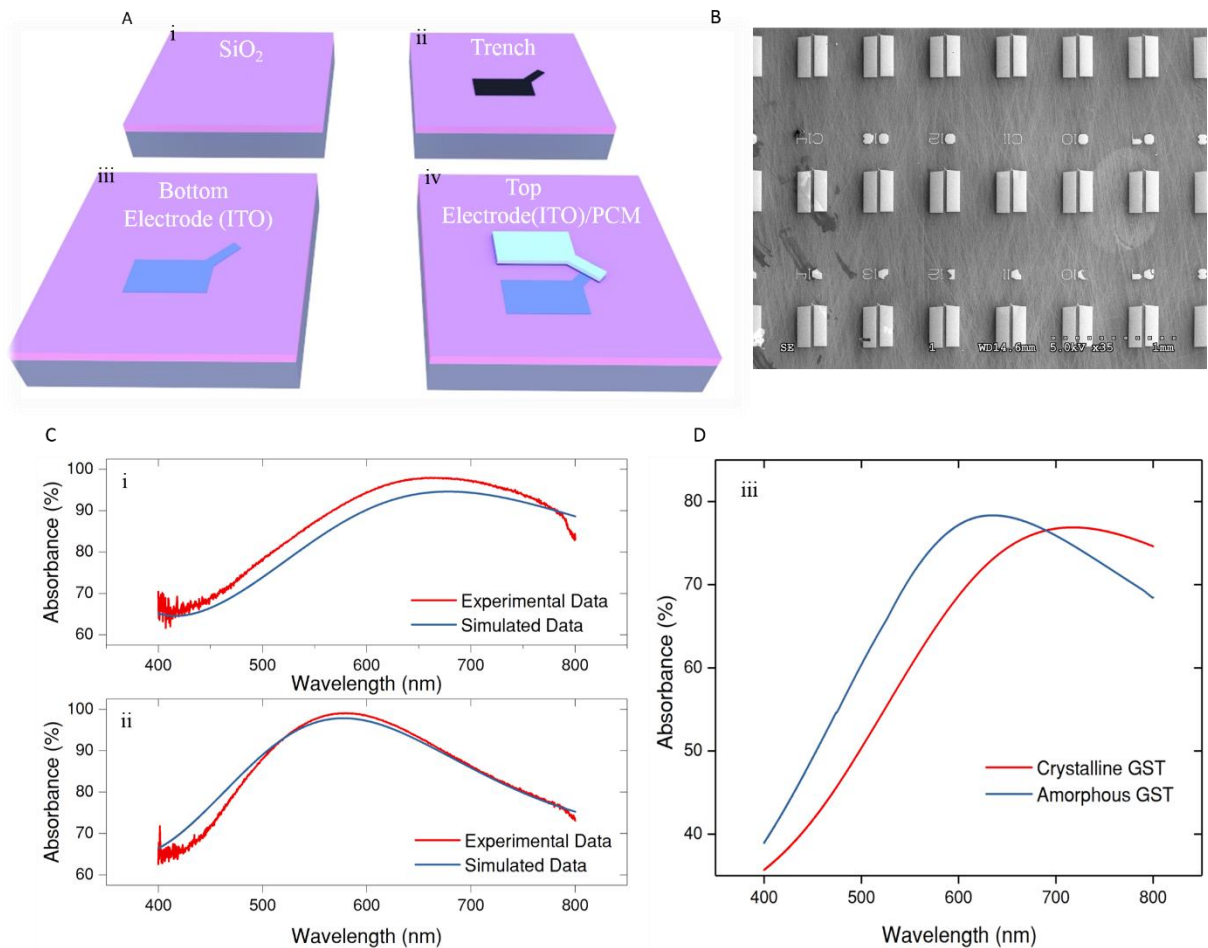 A
i
SiO2
ii
Trench
iii
Bottom
Electrode (ITO)
iv
Top
Electrode(ITO)/PCM
B
C14
11
SE
1
WD14.6mm
5.0kV x35
1mm
C
i
Absorbance (%)
100
90
80
70
60
Experimental Data
Simulated Data
400
500
600
700
800
Wavelength (nm)
ii
Absorbance (%)
100
90
80
70
60
Experimental Data
Simulated Data
400
500
600
700
800
Wavelength (nm)
D
iii
Absorbance (%)
80
70
60
50
40
Crystalline GST
Amorphous GST
400
500
600
700
800
Wavelength (nm)